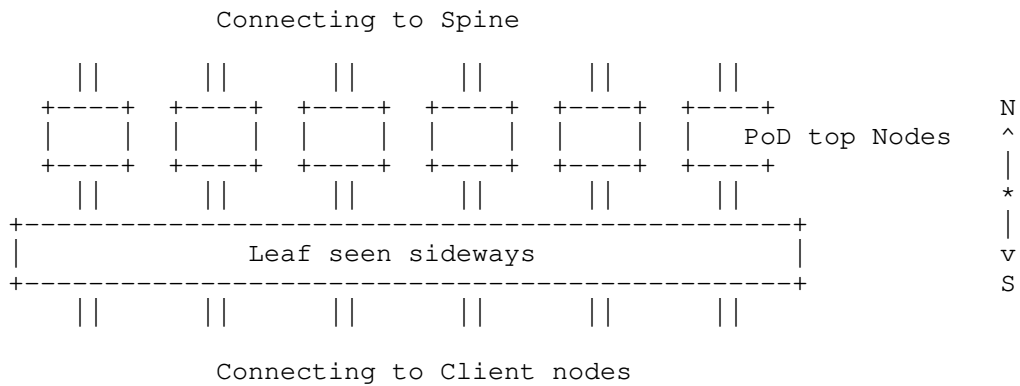 Connecting to Spine
N
PoD top Nodes ^
*
Leaf seen sideways v
S
Connecting to Client nodes